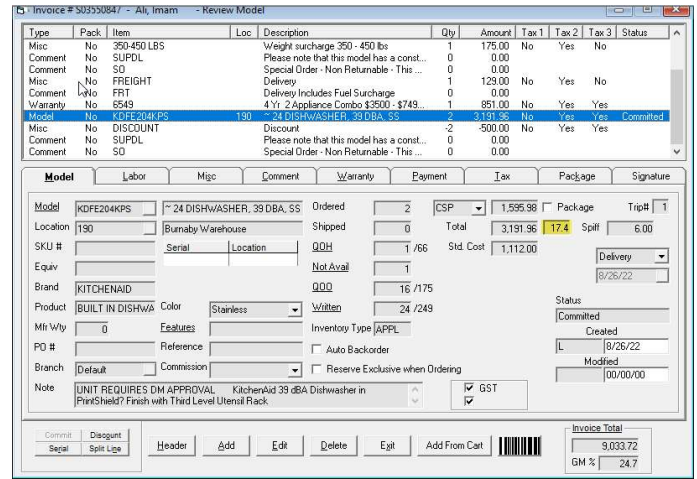 Invoice # S03550847 - Ali, Imam - Review Model
Type Pack Item Loc Description Qty Amount Tax 1 Tax 2 Tax 3 Status
Misc No 350-450 LBS Weight surcharge 350 - 450 lbs 1 175.00 No Yes No
Comment No SUPDL Please note that this model has a const... 0 0.00
Comment No SO Special Order - Non Returnable - This ... 0 0.00
Misc No FREIGHT Delivery 1 129.00 No Yes No
Comment No FRT Delivery Includes Fuel Surcharge 0 0.00
Warranty No 6549 4 Yr 2 Appliance Combo $3500 - $749... 1 851.00 No Yes Yes
Model No KDFE204KPS 190 ~ 24 DISHWASHER, 39 DBA, SS 2 3,191.96 No Yes Yes Committed
Misc No DISCOUNT Discount -2 -500.00 No Yes Yes
Comment No SUPDL Please note that this model has a const... 0 0.00
Comment No SO Special Order - Non Returnable - This ... 0 0.00
Model Labor Misc Comment Warranty Payment Tax Package Signature
Model KDFE204KPS ~ 24 DISHWASHER, 39 DBA, SS Ordered 2 CSP 1,595.98 Package Trip# 1
Location 190 Burnaby Warehouse Shipped 0 Total 3,191.96 17.4 Spiff 6.00
SKU # Serial Location QOH 1 /66 Std. Cost 1,112.00 Delivery
Equiv Not Avail 1 8/26/22
Brand KITCHENAID QOO 16 /175
Product BUILT IN DISHWA Color Stainless Written 24 /249 Status Committed
Mfr Wty 0 Features Inventory Type APPL Created
PO # Reference Auto Backorder L 8/26/22
Branch Default Commission Reserve Exclusive when Ordering Modified 00/00/00
Note UNIT REQUIRES DM APPROVAL KitchenAid 39 dBA Dishwasher in GST
PrintShield? Finish with Third Level Utensil Rack
Commit Discount Header Add Edit Delete Exit Add From Cart Invoice Total 9,033.72
Serial Split Line GM % 24.7